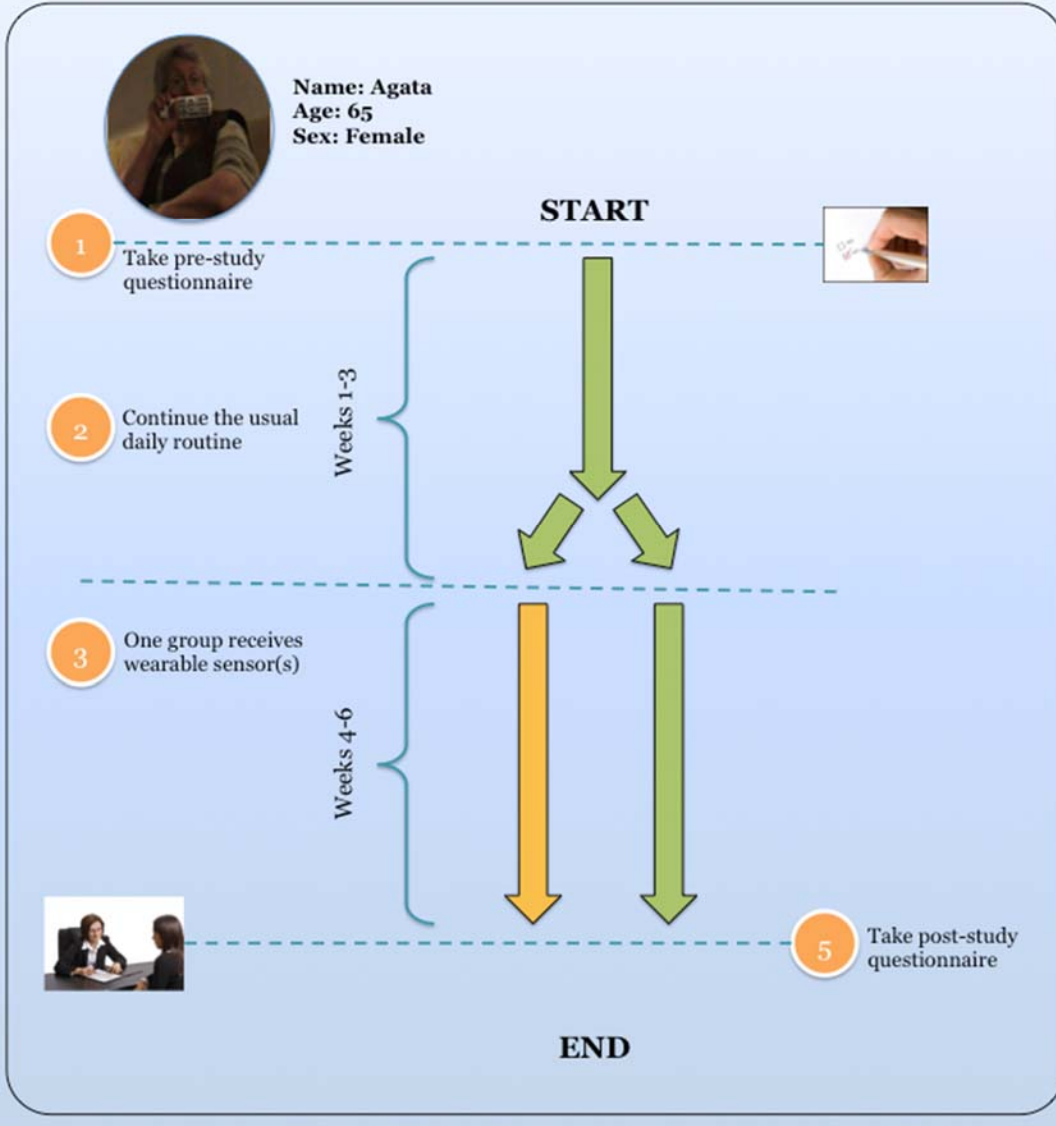 Name: Agata
Age: 65
Sex: Female
START
1
Take pre-study
questionnaire
Weeks 1-3
2
Continue the usual
daily routine
3
One group receives
wearable sensor(s)
Weeks 4-6
5
Take post-study
questionnaire
END